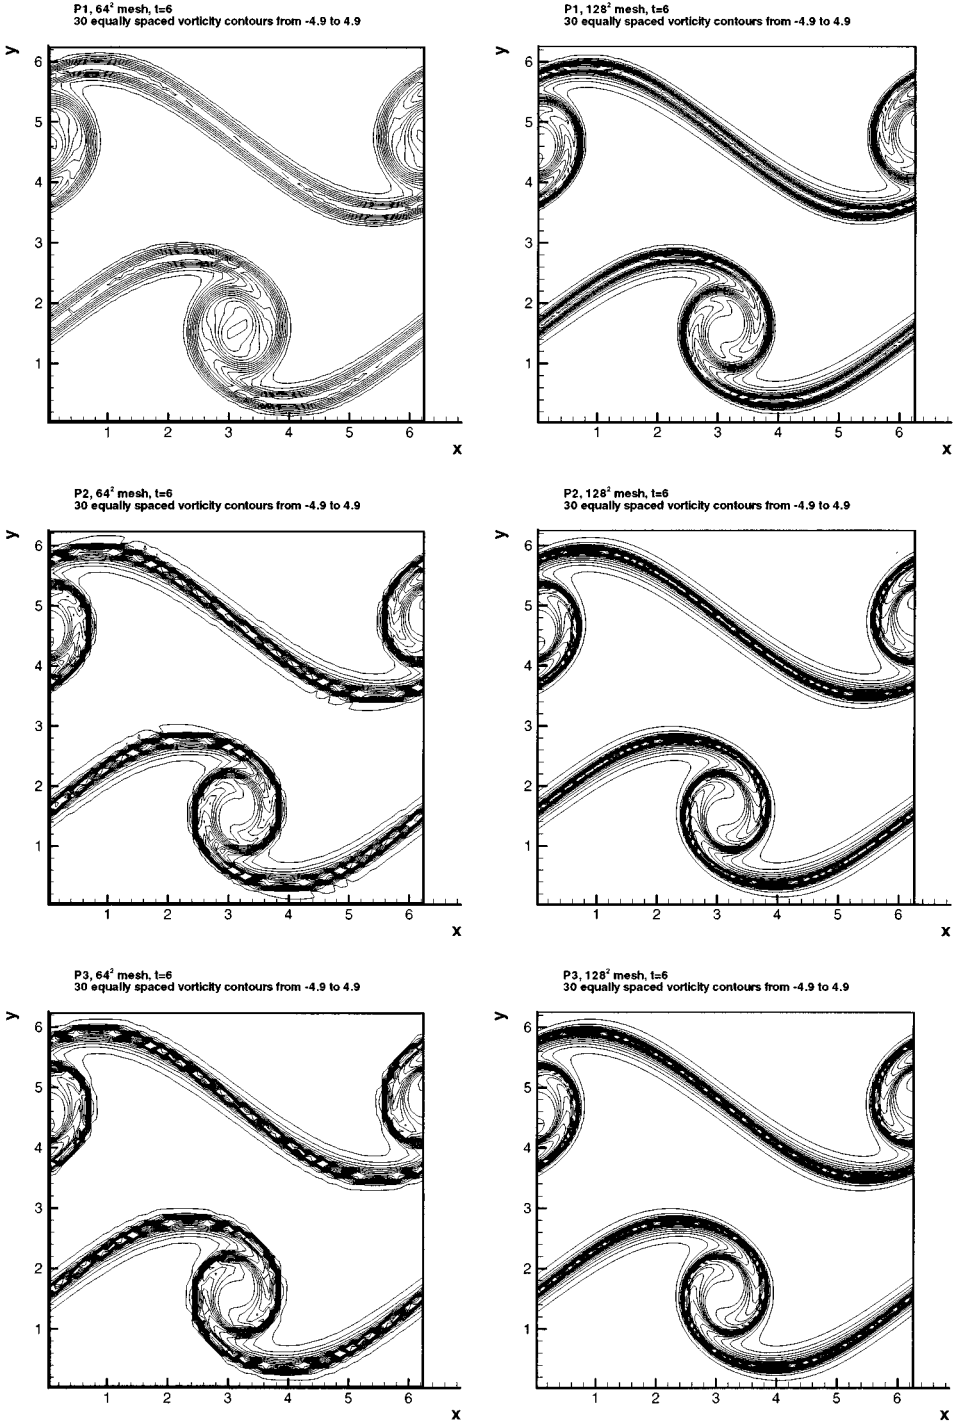 P1, 64² mesh, t=6
30 equally spaced vorticity contours from -4.9 to 4.9
y
6
5
4
3
2
1
1 2 3 4 5 6
x
P1, 128² mesh, t=6
30 equally spaced vorticity contours from -4.9 to 4.9
y
6
5
4
3
2
1
1 2 3 4 5 6
x
P2, 64² mesh, t=6
30 equally spaced vorticity contours from -4.9 to 4.9
y
6
5
4
3
2
1
1 2 3 4 5 6
x
P2, 128² mesh, t=6
30 equally spaced vorticity contours from -4.9 to 4.9
y
6
5
4
3
2
1
1 2 3 4 5 6
x
P3, 64² mesh, t=6
30 equally spaced vorticity contours from -4.9 to 4.9
y
6
5
4
3
2
1
1 2 3 4 5 6
x
P3, 128² mesh, t=6
30 equally spaced vorticity contours from -4.9 to 4.9
y
6
5
4
3
2
1
1 2 3 4 5 6
x